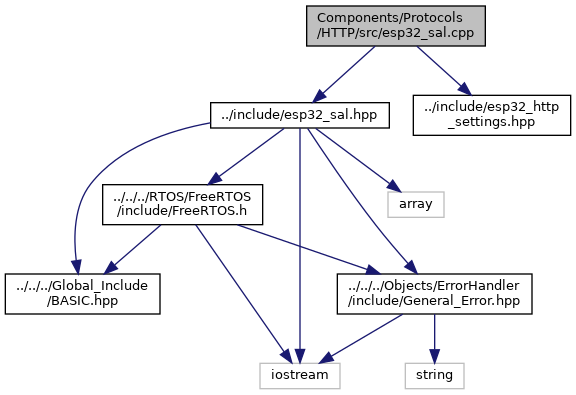 Components/Protocols
/HTTP/src/esp32_sal.cpp
../include/esp32_sal.hpp
../include/esp32_http
_settings.hpp
../../../RTOS/FreeRTOS
/include/FreeRTOS.h
array
../../../Global_Include
/BASIC.hpp
../../../Objects/ErrorHandler
/include/General_Error.hpp
iostream
string